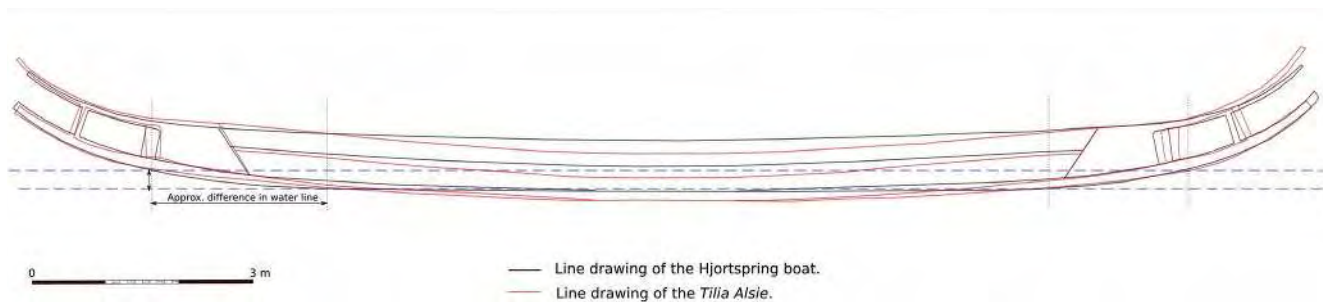 Approx. difference in water line
0 3 m
Line drawing of the Hjortspring boat.
Line drawing of the Tilia Alsie.